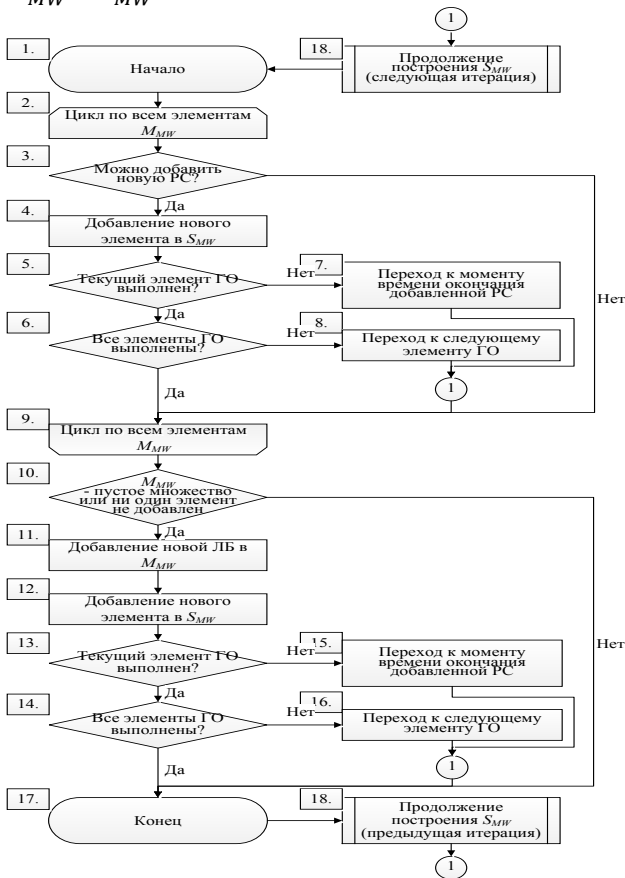 MW MW
1
1.
Начало
18.
Продолжение
построения S_MW
(следующая итерация)
2.
Цикл по всем элементам
M_MW
3.
Можно добавить
новую РС?
Да
Нет
4.
Добавление нового
элемента в S_MW
5.
Текущий элемент ГО
выполнен?
Нет
Да
7.
Переход к моменту
времени окончания
добавленной РС
6.
Все элементы ГО
выполнены?
Нет
Да
8.
Переход к следующему
элементу ГО
1
9.
Цикл по всем элементам
M_MW
10.
M_MW
- пустое множество
или ни один элемент
не добавлен
Да
Нет
11.
Добавление новой ЛБ в
M_MW
12.
Добавление нового
элемента в S_MW
13.
Текущий элемент ГО
выполнен?
Нет
Да
15.
Переход к моменту
времени окончания
добавленной РС
14.
Все элементы ГО
выполнены?
Нет
Да
16.
Переход к следующему
элементу ГО
1
17.
Конец
18.
Продолжение
построения S_MW
(предыдущая итерация)
1